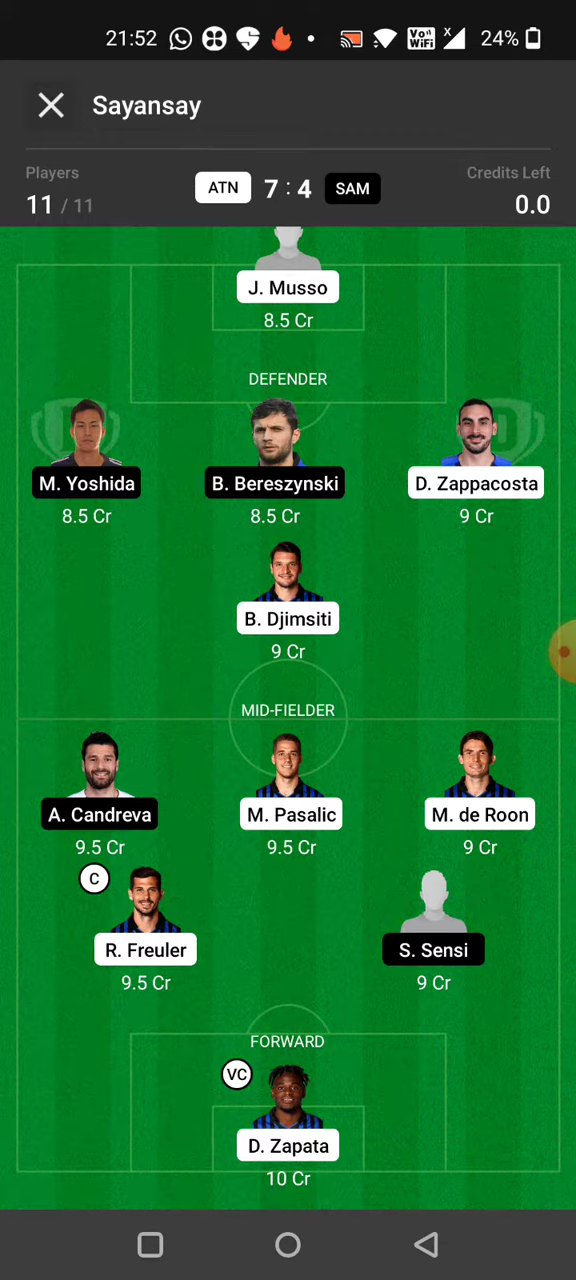 21:52 Vo)) WiFi X 24%
Sayansay
Players Credits Left
11 / 11 ATN 7 : 4 SAM 0.0
J. Musso
8.5 Cr
DEFENDER
M. Yoshida B. Bereszynski D. Zappacosta
8.5 Cr 8.5 Cr 9 Cr
B. Djimsiti
9 Cr
MID-FIELDER
A. Candreva M. Pasalic M. de Roon
9.5 Cr 9.5 Cr 9 Cr
C
R. Freuler S. Sensi
9.5 Cr 9 Cr
FORWARD
VC
D. Zapata
10 Cr